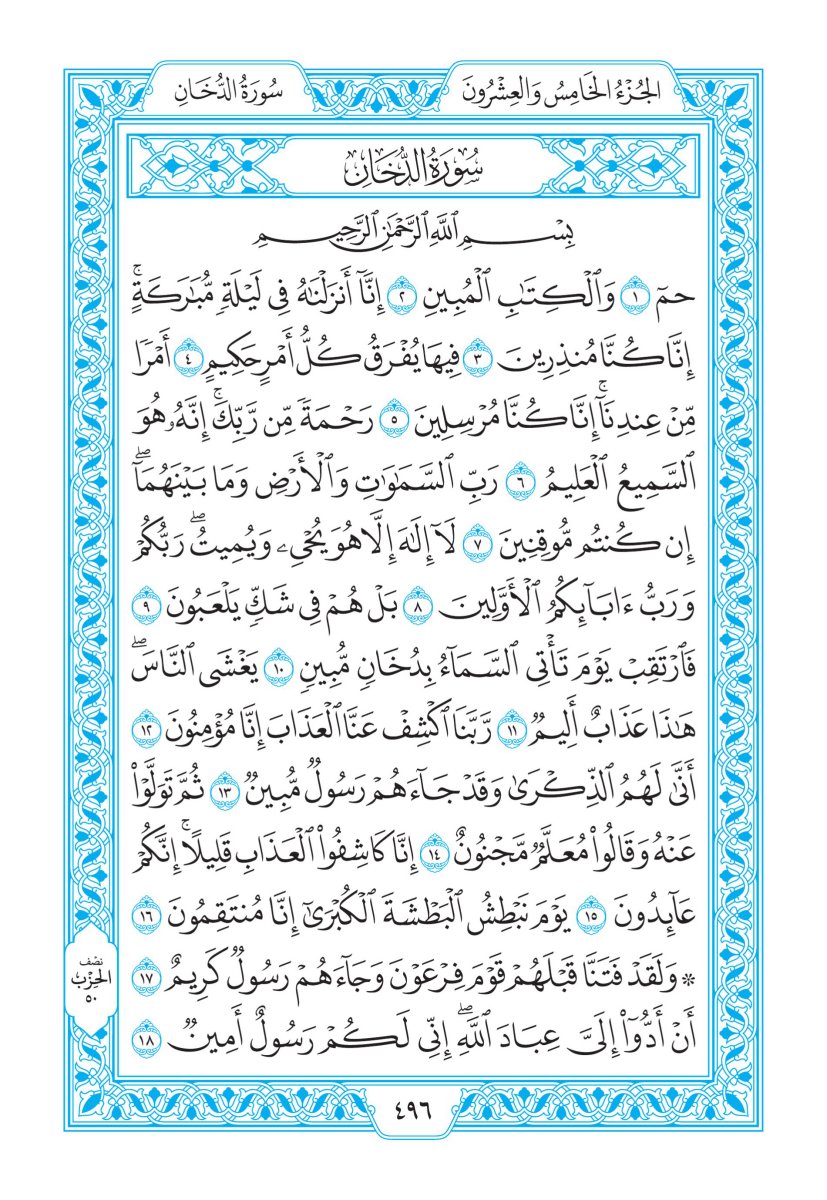 الجُزْءُ الخَامِسُ وَالعِشْرُونَ
سُورَةُ الدُّخَانِ
سُورَةُ الدُّخَانِ
بِسْمِ ٱللَّهِ ٱلرَّحْمَٰنِ ٱلرَّحِيمِ
حمٓ ١ وَٱلْكِتَٰبِ ٱلْمُبِينِ ٢ إِنَّآ أَنزَلْنَٰهُ فِى لَيْلَةٍ مُّبَٰرَكَةٍ ۚ
إِنَّا كُنَّا مُنذِرِينَ ٣ فِيهَا يُفْرَقُ كُلُّ أَمْرٍ حَكِيمٍ ٤ أَمْرًا
مِّنْ عِندِنَآ ۚ إِنَّا كُنَّا مُرْسِلِينَ ٥ رَحْمَةً مِّن رَّبِّكَ ۚ إِنَّهُۥ هُوَ
ٱلسَّمِيعُ ٱلْعَلِيمُ ٦ رَبِّ ٱلسَّمَٰوَٰتِ وَٱلْأَرْضِ وَمَا بَيْنَهُمَآ ۖ
إِن كُنتُم مُّوقِنِينَ ٧ لَآ إِلَٰهَ إِلَّا هُوَ يُحْىِۦ وَيُمِيتُ ۖ رَبُّكُمْ
وَرَبُّ ءَابَآئِكُمُ ٱلْأَوَّلِينَ ٨ بَلْ هُمْ فِى شَكٍّ يَلْعَبُونَ ٩
فَٱرْتَقِبْ يَوْمَ تَأْتِى ٱلسَّمَآءُ بِدُخَانٍ مُّبِينٍ ١٠ يَغْشَى ٱلنَّاسَ ۖ
هَٰذَا عَذَابٌ أَلِيمٌ ١١ رَّبَّنَا ٱكْشِفْ عَنَّا ٱلْعَذَابَ إِنَّا مُؤْمِنُونَ ١٢
أَنَّىٰ لَهُمُ ٱلذِّكْرَىٰ وَقَدْ جَآءَهُمْ رَسُولٌ مُّبِينٌ ١٣ ثُمَّ تَوَلَّوْا۟
عَنْهُ وَقَالُوا۟ مُعَلَّمٌ مَّجْنُونٌ ١٤ إِنَّا كَاشِفُوا۟ ٱلْعَذَابِ قَلِيلًا ۚ إِنَّكُمْ
عَآئِدُونَ ١٥ يَوْمَ نَبْطِشُ ٱلْبَطْشَةَ ٱلْكُبْرَىٰٓ إِنَّا مُنتَقِمُونَ ١٦
۞ وَلَقَدْ فَتَنَّا قَبْلَهُمْ قَوْمَ فِرْعَوْنَ وَجَآءَهُمْ رَسُولٌ كَرِيمٌ ١٧
نصْف
الحِزْب
٥٠
أَنْ أَدُّوٓا۟ إِلَىَّ عِبَادَ ٱللَّهِ ۖ إِنِّى لَكُمْ رَسُولٌ أَمِينٌ ١٨
٤٩٦